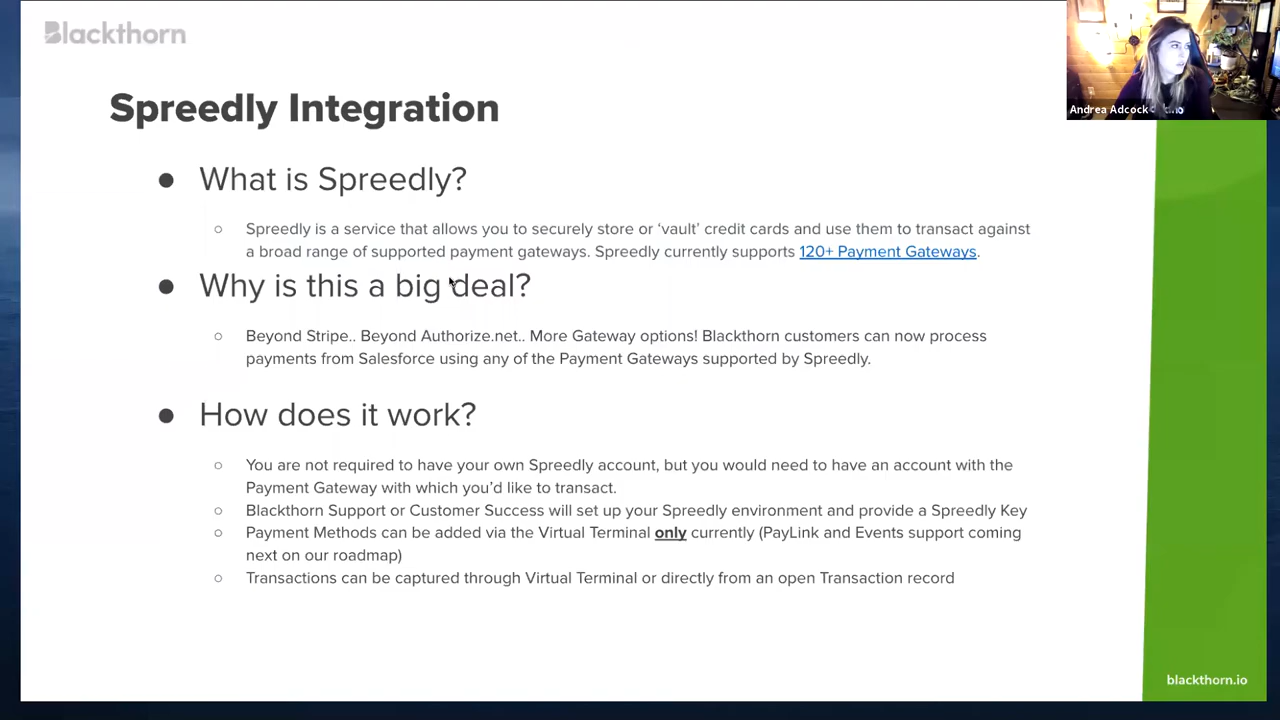 Blackthorn
Andrea Adcock
Spreedly Integration
● What is Spreedly?
○ Spreedly is a service that allows you to securely store or ‘vault’ credit cards and use them to transact against
a broad range of supported payment gateways. Spreedly currently supports 120+ Payment Gateways.
● Why is this a big deal?
○ Beyond Stripe.. Beyond Authorize.net.. More Gateway options! Blackthorn customers can now process
payments from Salesforce using any of the Payment Gateways supported by Spreedly.
● How does it work?
○ You are not required to have your own Spreedly account, but you would need to have an account with the
Payment Gateway with which you’d like to transact.
○ Blackthorn Support or Customer Success will set up your Spreedly environment and provide a Spreedly Key
○ Payment Methods can be added via the Virtual Terminal only currently (PayLink and Events support coming
next on our roadmap)
○ Transactions can be captured through Virtual Terminal or directly from an open Transaction record
blackthorn.io